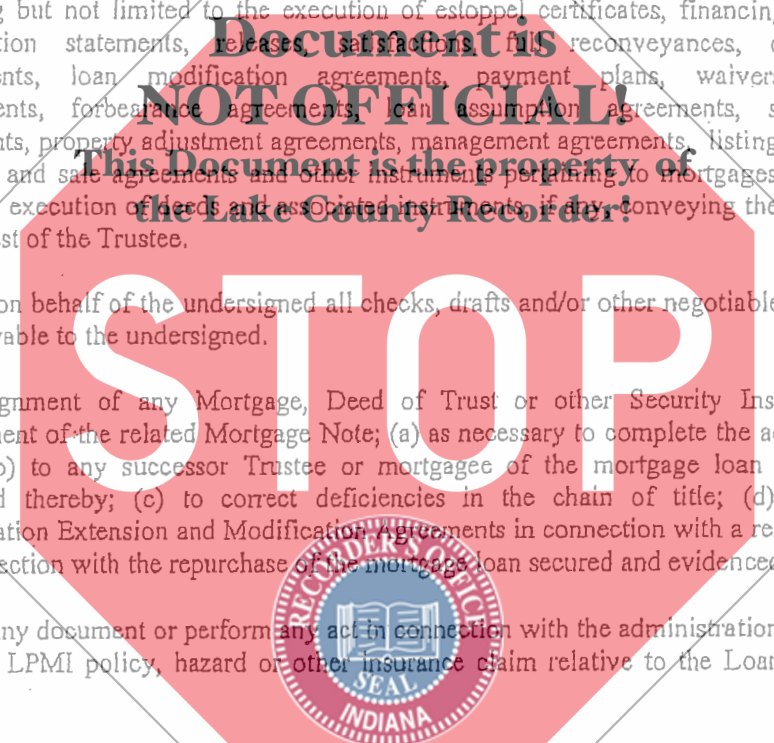 but not limited to the execution of estoppel certificates, financin
Document is
tion statements, releases, satisfactions, full reconveyances,
nts, loan modification agreements, payment plans, waiver
NOT OFFICIAL!
ents, forbearance agreements, loan assumption agreements, s
nts, property adjustment agreements, management agreements, listing
This Document is the property of
and sale agreements and other instruments pertaining to mortgages
execution of deeds and associated instruments, if any, conveying the
the Lake County Recorder!
st of the Trustee.
STOP
on behalf of the undersigned all checks, drafts and/or other negotiable
yable to the undersigned.
gnment of any Mortgage, Deed of Trust or other Security Ins
ent of the related Mortgage Note; (a) as necessary to complete the a
) to any successor Trustee or mortgagee of the mortgage loan
d thereby; (c) to correct deficiencies in the chain of title; (d)
ation Extension and Modification Agreements in connection with a re
ection with the repurchase of the mortgage loan secured and evidenced
ny document or perform any act in connection with the administration
LPMI policy, hazard or other insurance claim relative to the Loan
RECORDER'S OFFICE
SEAL
INDIANA